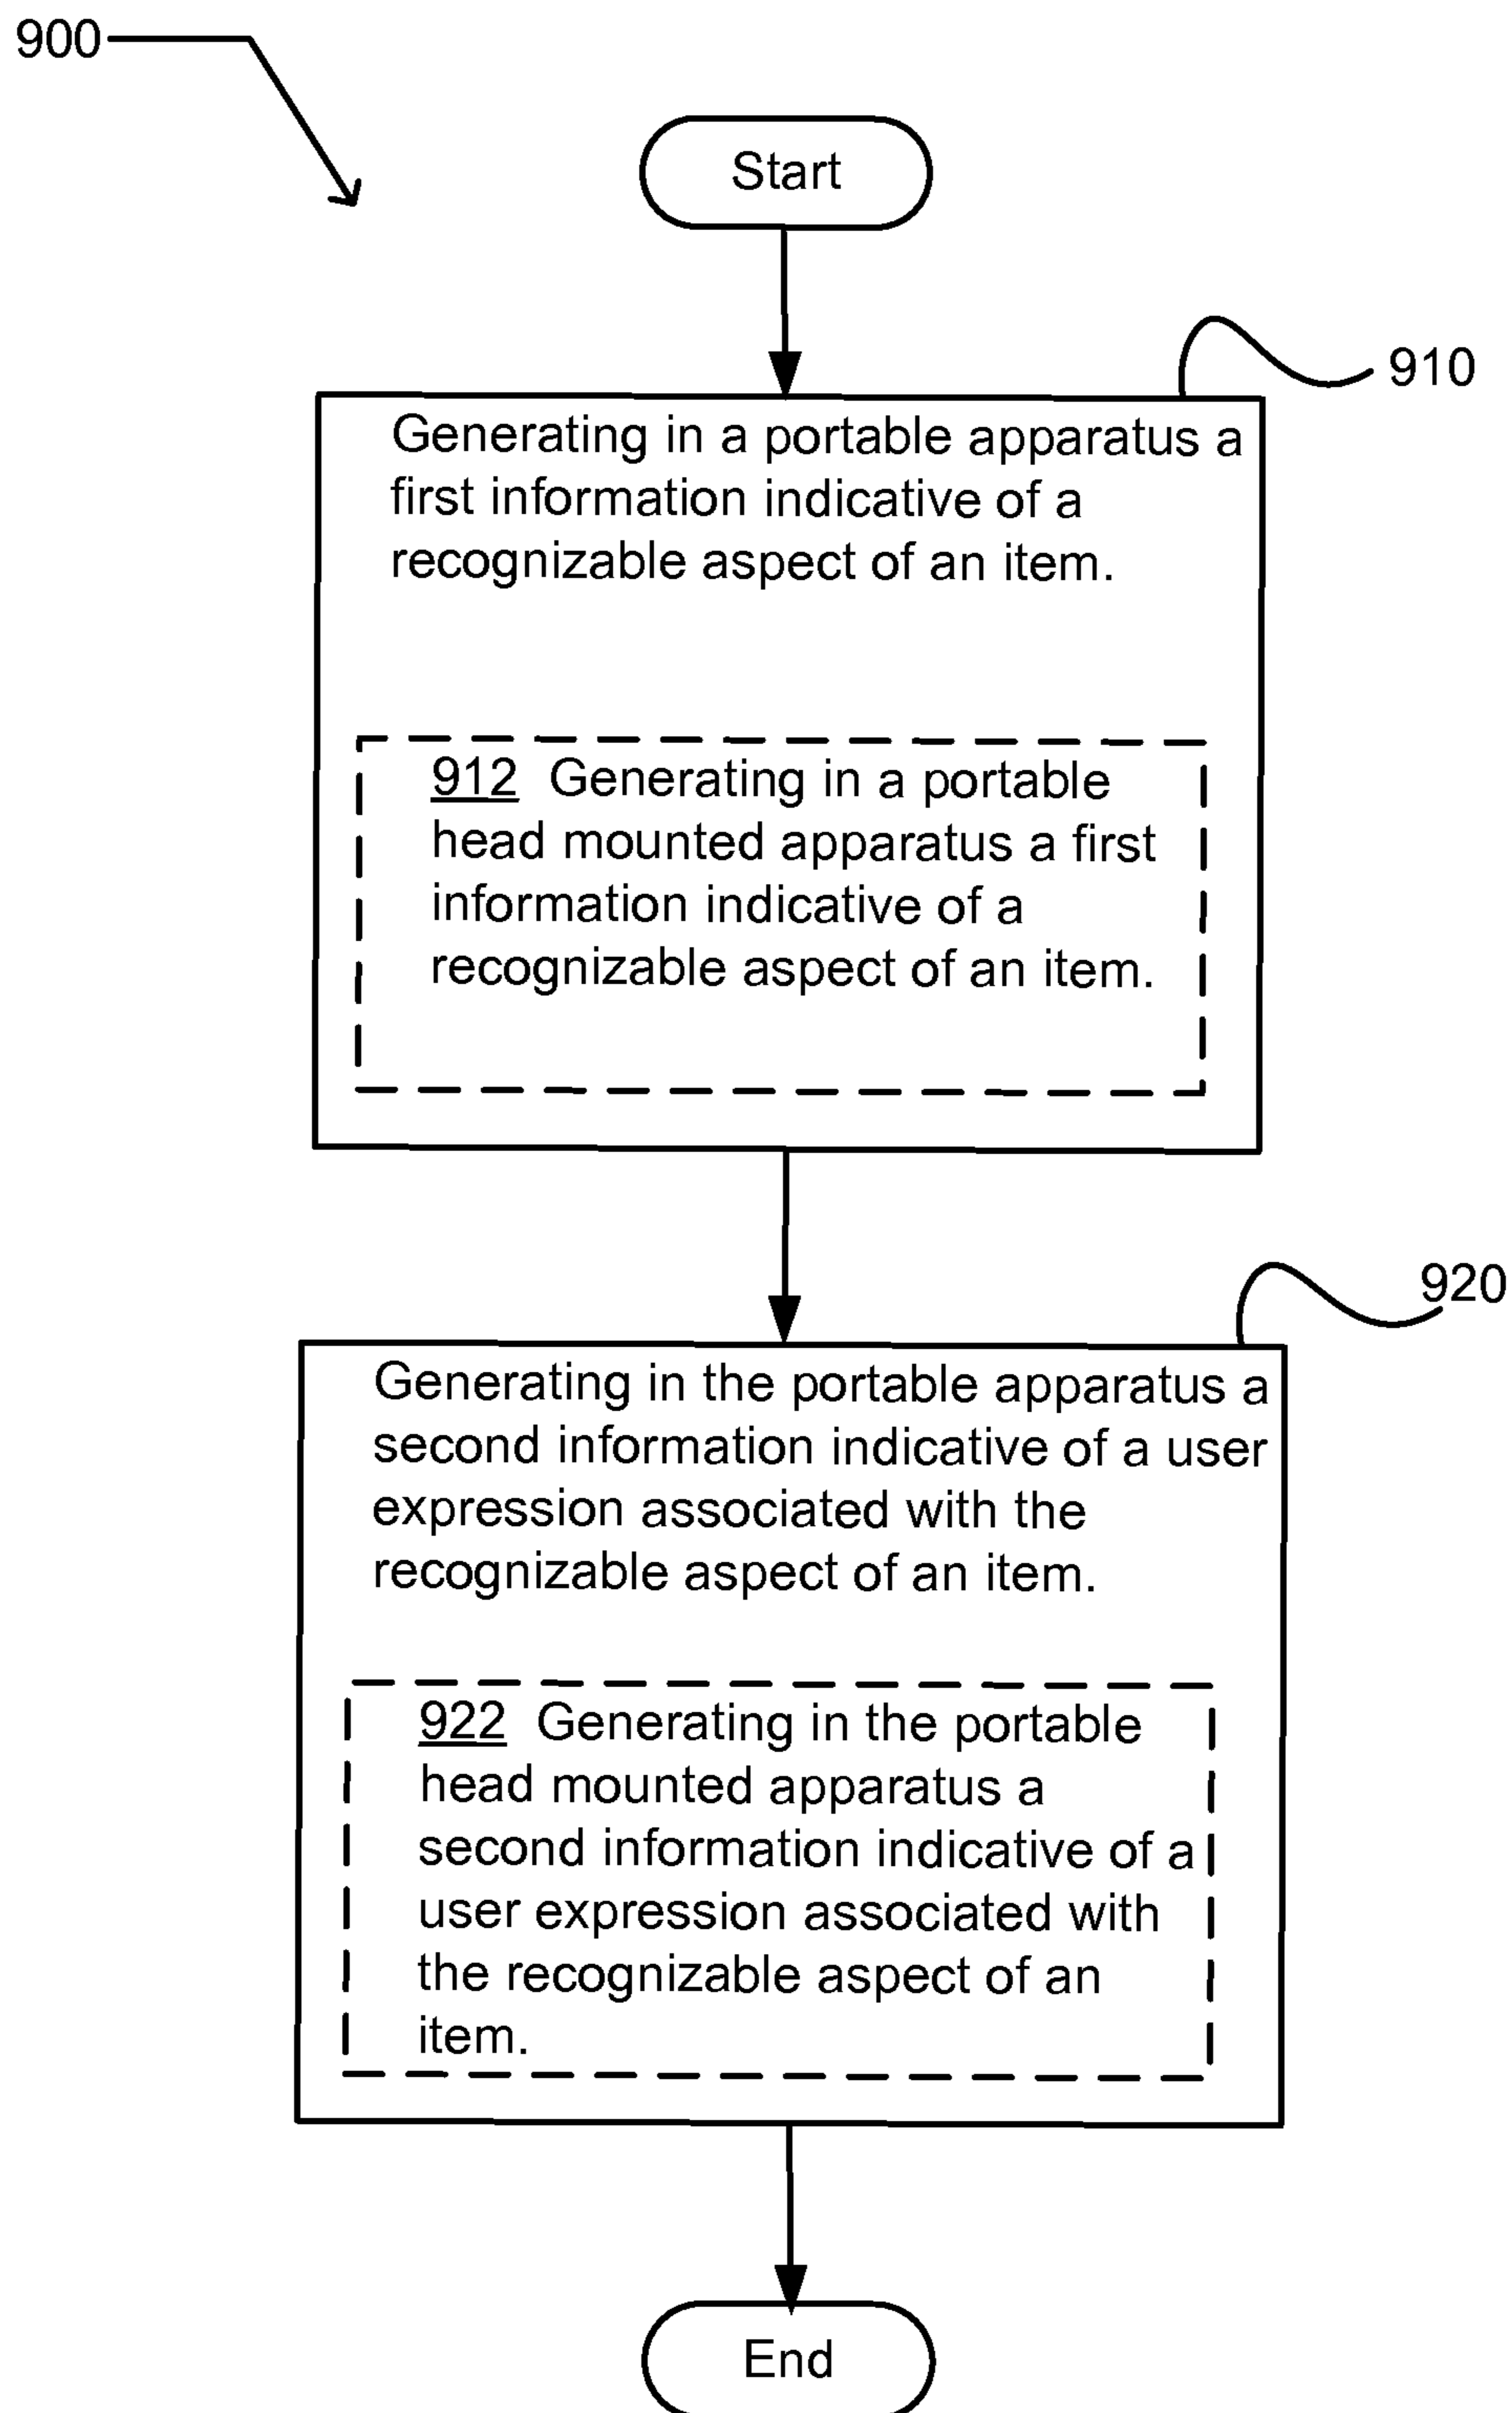 900
Start
910
Generating in a portable apparatus a
first information indicative of a
recognizable aspect of an item.
912 Generating in a portable
head mounted apparatus a first
information indicative of a
recognizable aspect of an item.
920
Generating in the portable apparatus a
second information indicative of a user
expression associated with the
recognizable aspect of an item.
922 Generating in the portable
head mounted apparatus a
second information indicative of a
user expression associated with
the recognizable aspect of an
item.
End